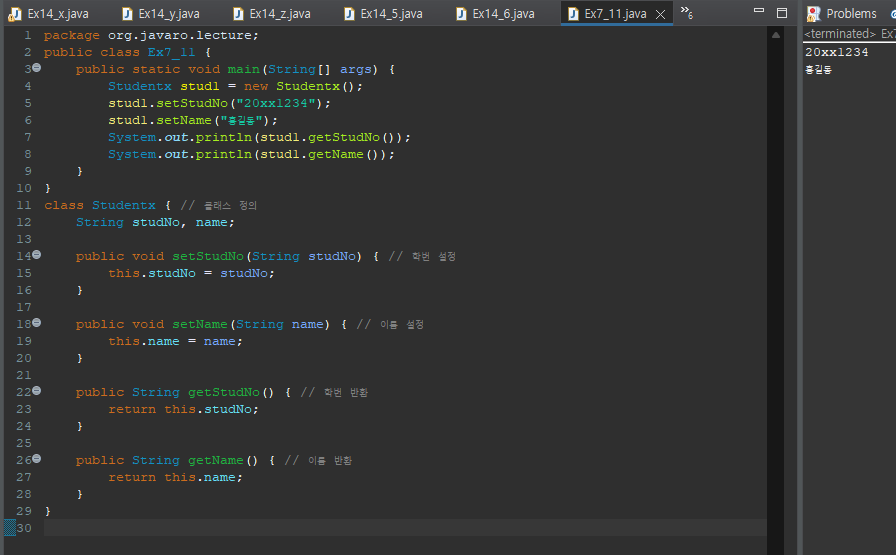 Ex14_x.java Ex14_y.java Ex14_z.java Ex14_5.java Ex14_6.java Ex7_11.java 6
Problems
<terminated> Ex7
1 package org.javaro.lecture;
2 public class Ex7_11 {
3 public static void main(String[] args) {
4 Studentx stud1 = new Studentx();
5 stud1.setStudNo("20xx1234");
6 stud1.setName("홍길동");
7 System.out.println(stud1.getStudNo());
8 System.out.println(stud1.getName());
9 }
10 }
11 class Studentx { // 클래스 정의
12 String studNo, name;
13
14 public void setStudNo(String studNo) { // 학번 설정
15 this.studNo = studNo;
16 }
17
18 public void setName(String name) { // 이름 설정
19 this.name = name;
20 }
21
22 public String getStudNo() { // 학번 반환
23 return this.studNo;
24 }
25
26 public String getName() { // 이름 반환
27 return this.name;
28 }
29 }
30
20xx1234
홍길동